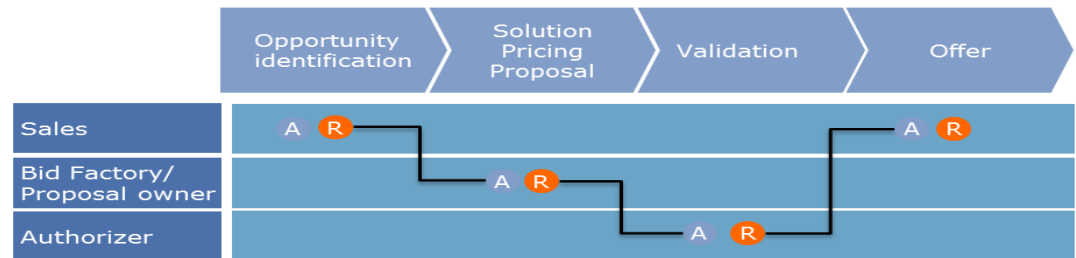 Opportunity
identification
Solution
Pricing
Proposal
Validation
Offer
Sales
A R
A R
Bid Factory/
Proposal owner
A R
Authorizer
A R